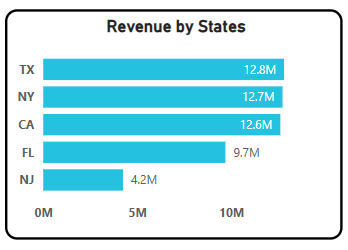 Revenue by States
TX 12.8M
NY 12.7M
CA 12.6M
FL 9.7M
NJ 4.2M
0M 5M 10M